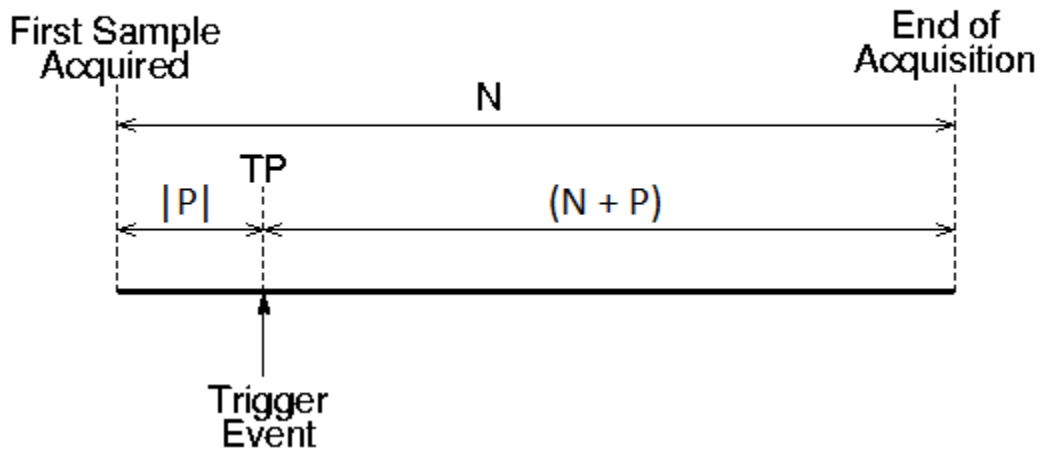 First Sample
Acquired
End of
Acquisition
N
TP
|P|
(N + P)
Trigger
Event